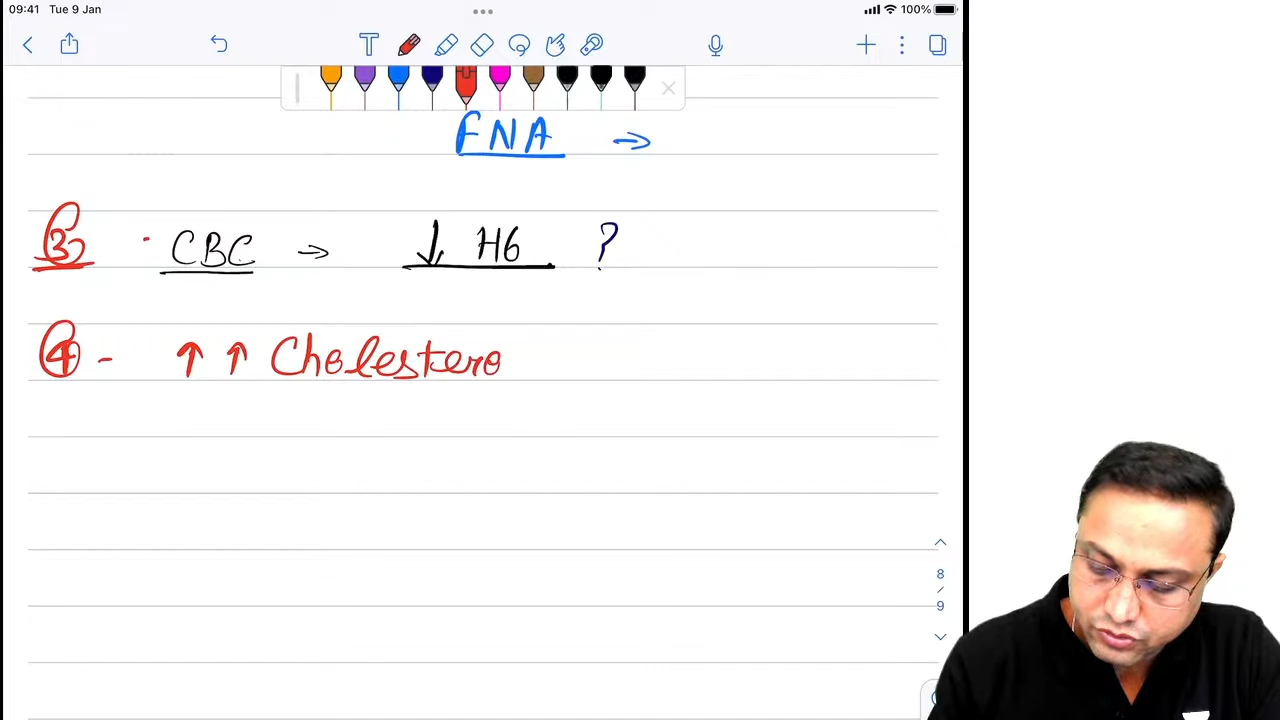 09:41 Tue 9 Jan
100%
T
FNA →
3) CBC → ↓ Hb ?
4 - ↑ ↑ Cholestero
8
9